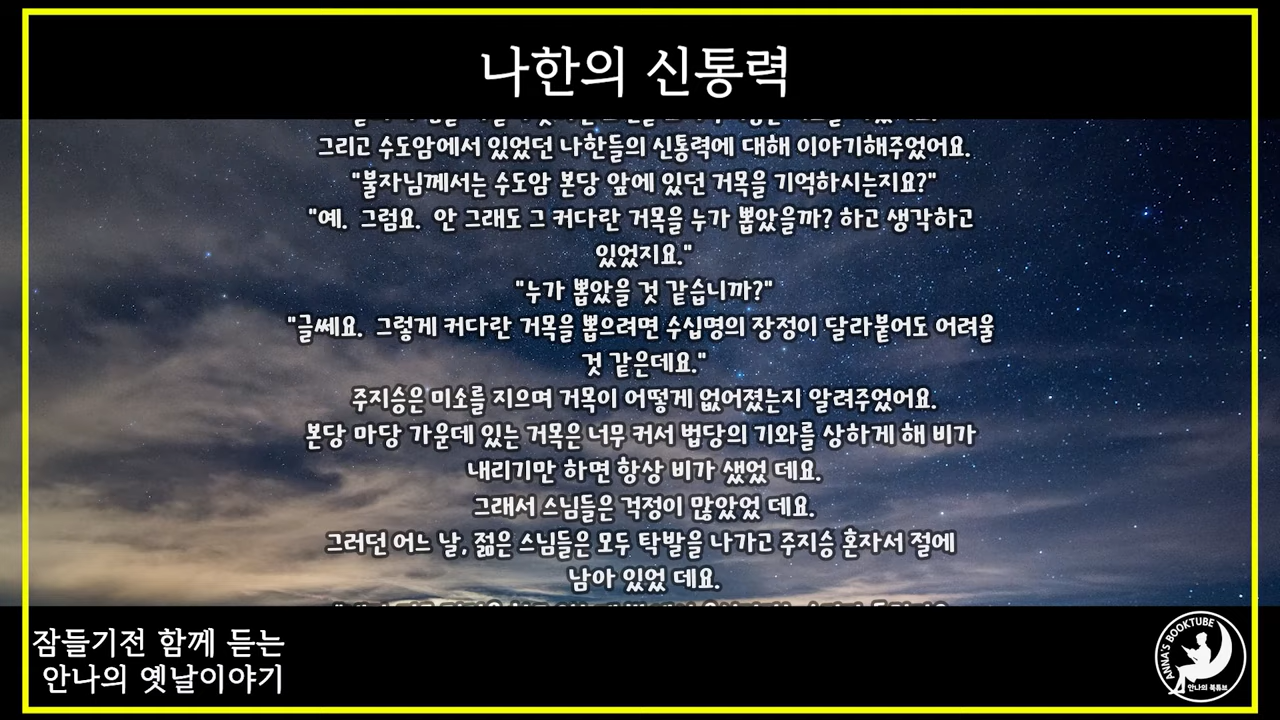 나한의 신통력
그리고 수도암에서 있었던 나한들의 신통력에 대해 이야기해주었어요.
"불자님께서는 수도암 본당 앞에 있던 거목을 기억하시는지요?"
"예. 그럼요. 안 그래도 그 커다란 거목을 누가 뽑았을까? 하고 생각하고
있었지요."
"누가 뽑았을 것 같습니까?"
"글쎄요. 그렇게 커다란 거목을 뽑으려면 수십명의 장정이 달라붙어도 어려울
것 같은데요."
주지승은 미소를 지으며 거목이 어떻게 없어졌는지 알려주었어요.
본당 마당 가운데 있는 거목은 너무 커서 법당의 기와를 상하게 해 비가
내리기만 하면 항상 비가 샜었 데요.
그래서 스님들은 걱정이 많았었 데요.
그러던 어느 날, 젊은 스님들은 모두 탁발을 나가고 주지승 혼자서 절에
남아 있었 데요.
잠들기전 함께 듣는
안나의 옛날이야기
ANNA'S BOOKTUBE
안나의 북튜브